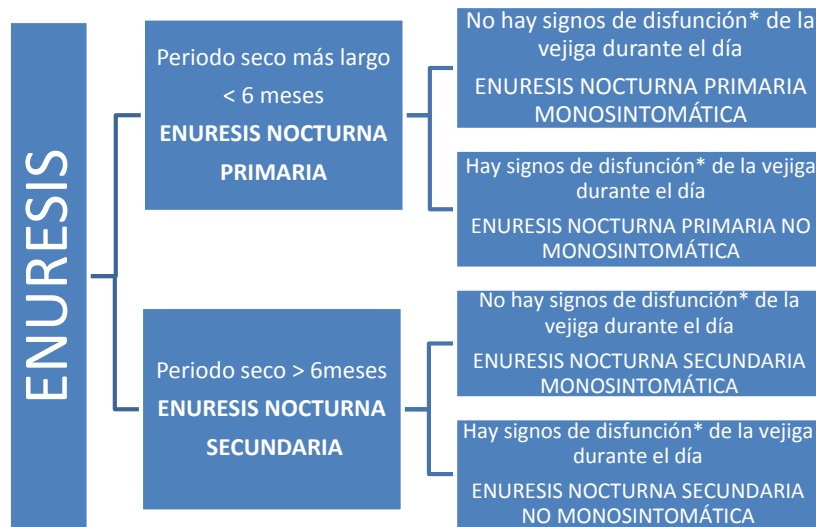 ENURESIS
Periodo seco más largo
< 6 meses
ENURESIS NOCTURNA
PRIMARIA
No hay signos de disfunción* de la
vejiga durante el día
ENURESIS NOCTURNA PRIMARIA
MONOSINTOMÁTICA
Hay signos de disfunción* de la vejiga
durante el día
ENURESIS NOCTURNA PRIMARIA NO
MONOSINTOMÁTICA
Periodo seco > 6meses
ENURESIS NOCTURNA
SECUNDARIA
No hay signos de disfunción* de la
vejiga durante el día
ENURESIS NOCTURNA SECUNDARIA
MONOSINTOMÁTICA
Hay signos de disfunción* de la vejiga
durante el día
ENURESIS NOCTURNA SECUNDARIA
NO MONOSINTOMÁTICA